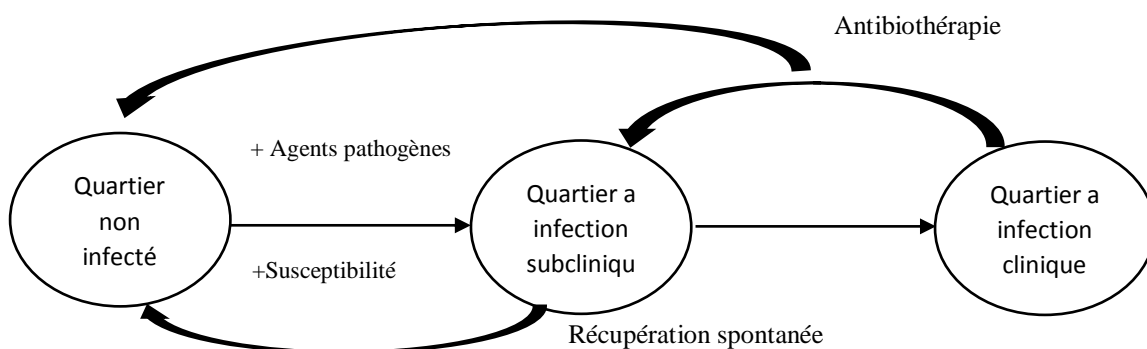 Antibiothérapie
+ Agents pathogènes
Quartier
non
infecté
+Susceptibilité
Quartier a
infection
subcliniqu
Quartier a
infection
clinique
Récupération spontanée